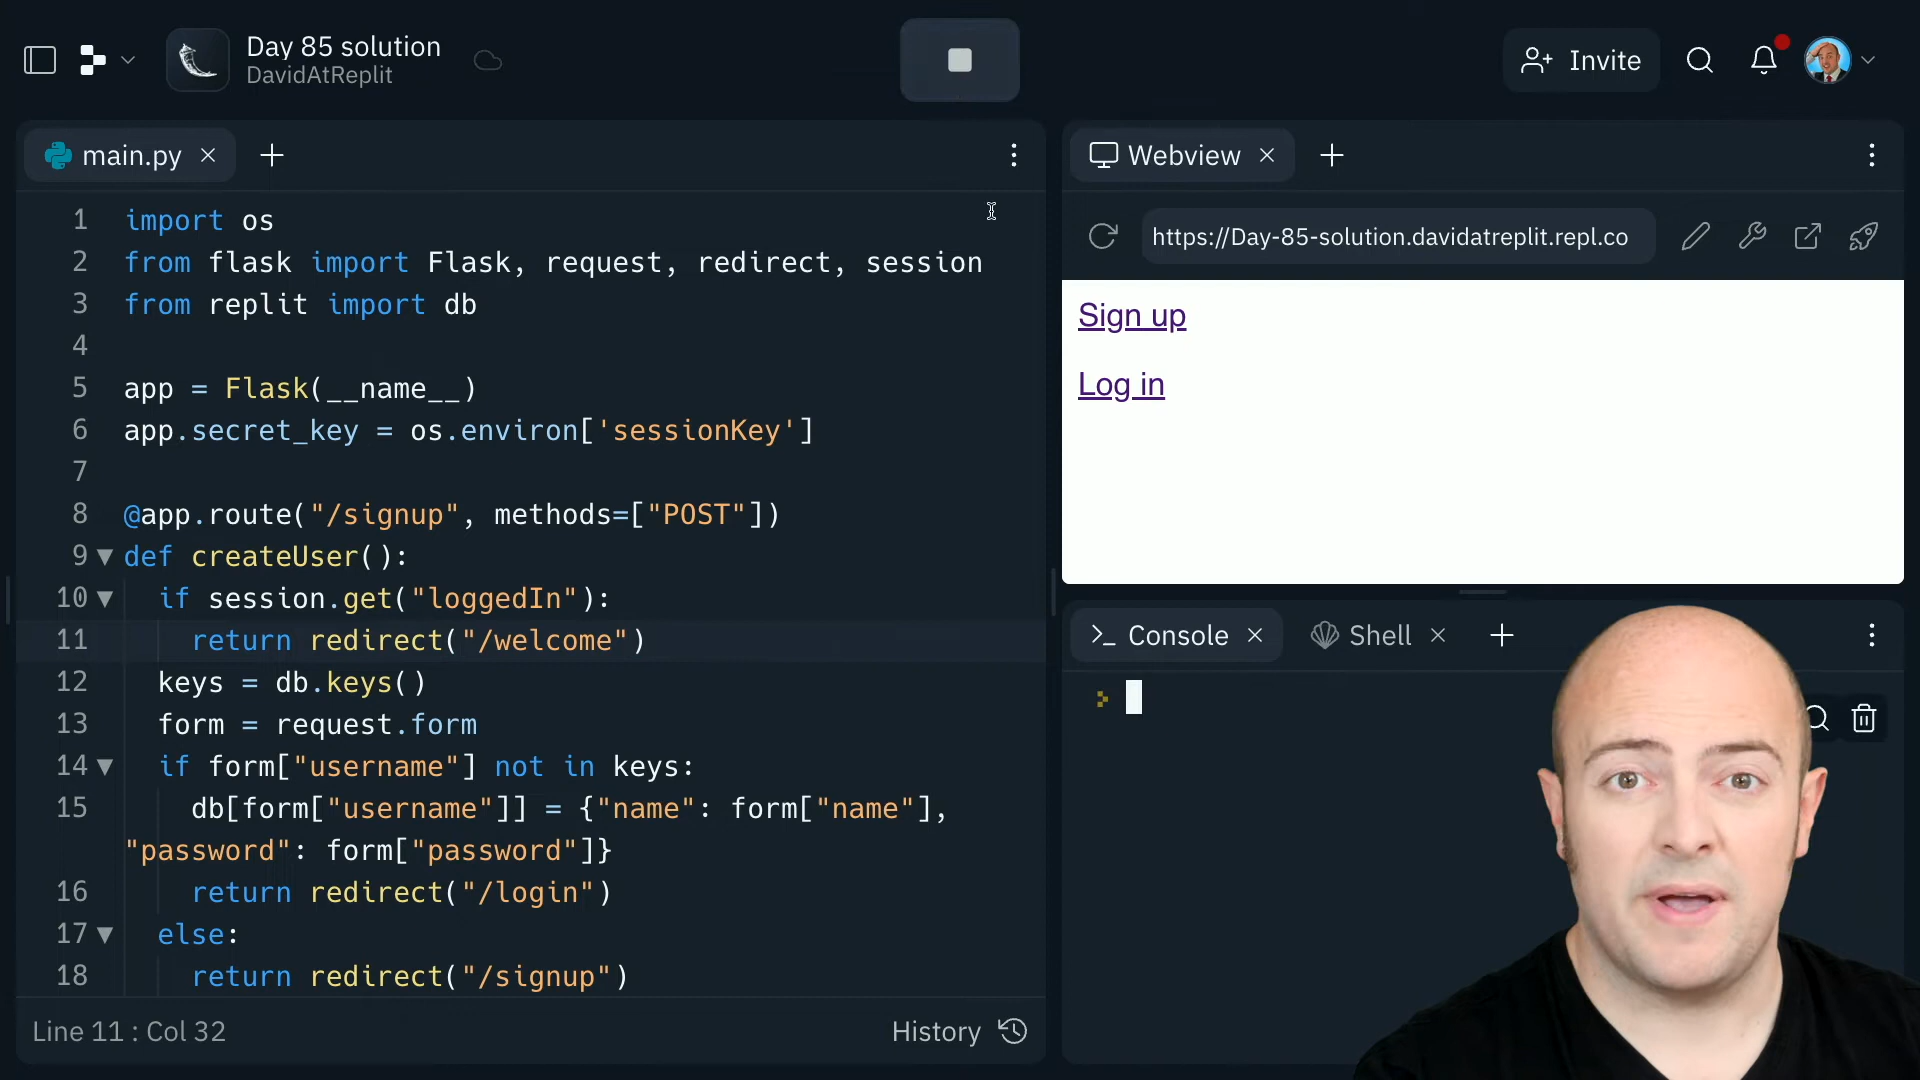 Day 85 solution
DavidAtReplit
Invite
main.py
1 import os
2 from flask import Flask, request, redirect, session
3 from replit import db
4
5 app = Flask(__name__)
6 app.secret_key = os.environ['sessionKey']
7
8 @app.route("/signup", methods=["POST"])
9 def createUser():
10 if session.get("loggedIn"):
11 return redirect("/welcome")
12 keys = db.keys()
13 form = request.form
14 if form["username"] not in keys:
15 db[form["username"]] = {"name": form["name"],
"password": form["password"]}
16 return redirect("/login")
17 else:
18 return redirect("/signup")
Line 11 : Col 32
History
Webview
https://Day-85-solution.davidatreplit.repl.co
Sign up
Log in
Console
Shell